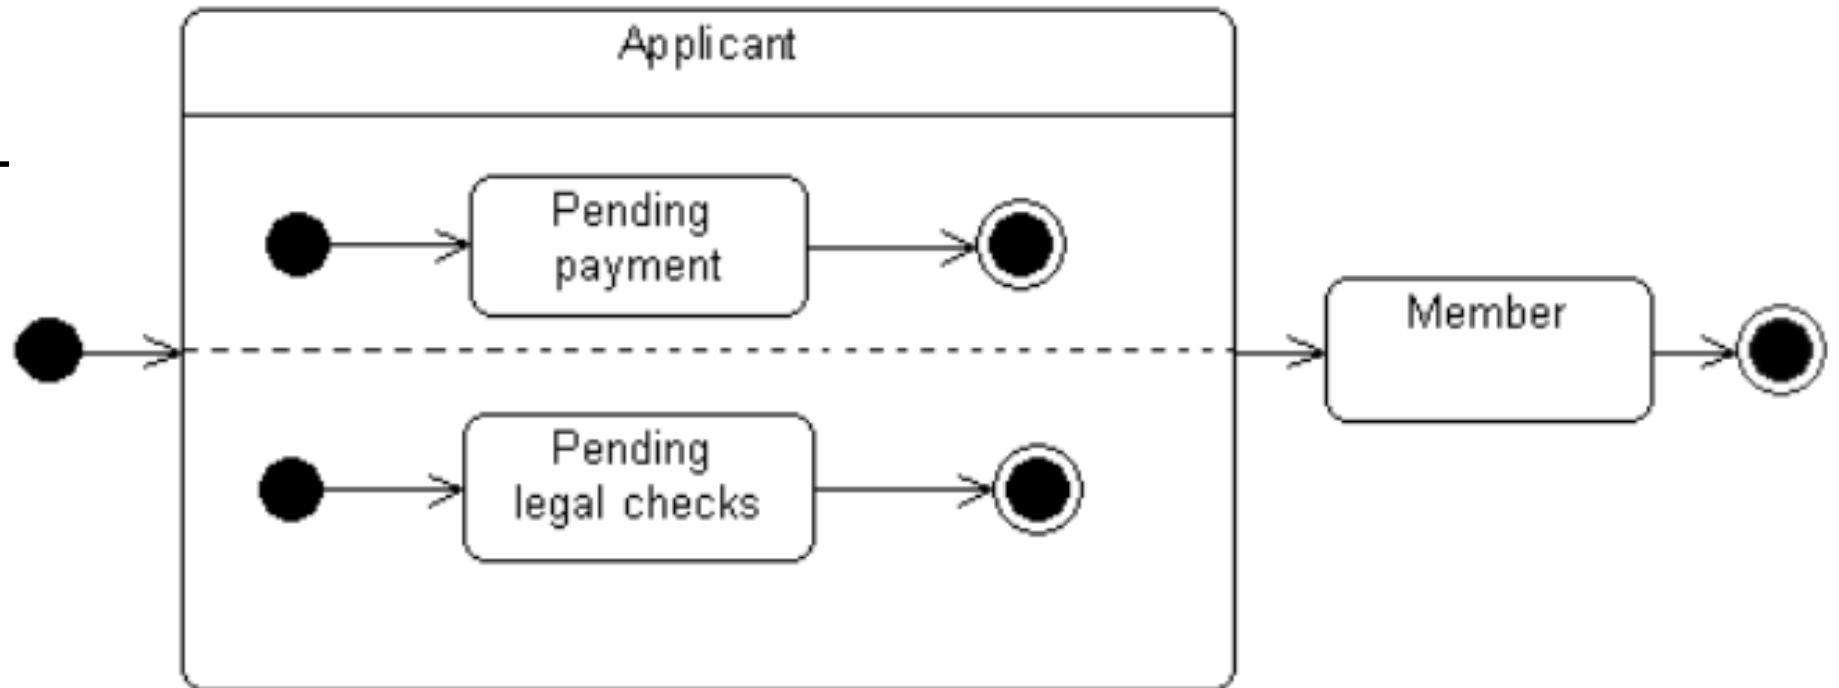 Applicant
Pending
payment
Member
Pending
legal checks